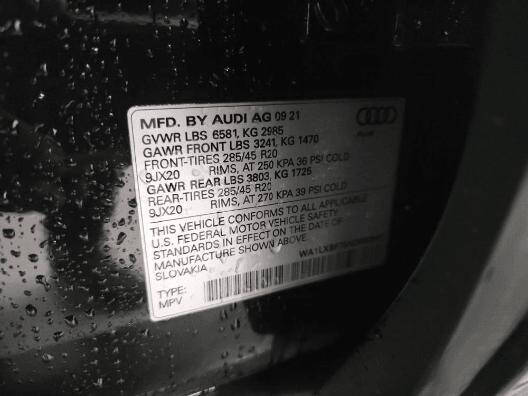 MFD. BY AUDI AG 09 21
GVWR LBS 6581, KG 2985
GAWR FRONT LBS 3241, KG 1470
FRONT-TIRES 285/45 R20
9JX20 RIMS, AT 250 KPA 36 PSI COLD
GAWR REAR LBS 3803, KG 1725
REAR-TIRES 285/45 R20
9JX20 RIMS, AT 270 KPA 39 PSI COLD
THIS VEHICLE CONFORMS TO ALL APPLICABLE
U.S. FEDERAL MOTOR VEHICLE SAFETY
STANDARDS IN EFFECT ON THE DATE OF
MANUFACTURE SHOWN ABOVE.
SLOVAKIA
TYPE:
MPV
Audi